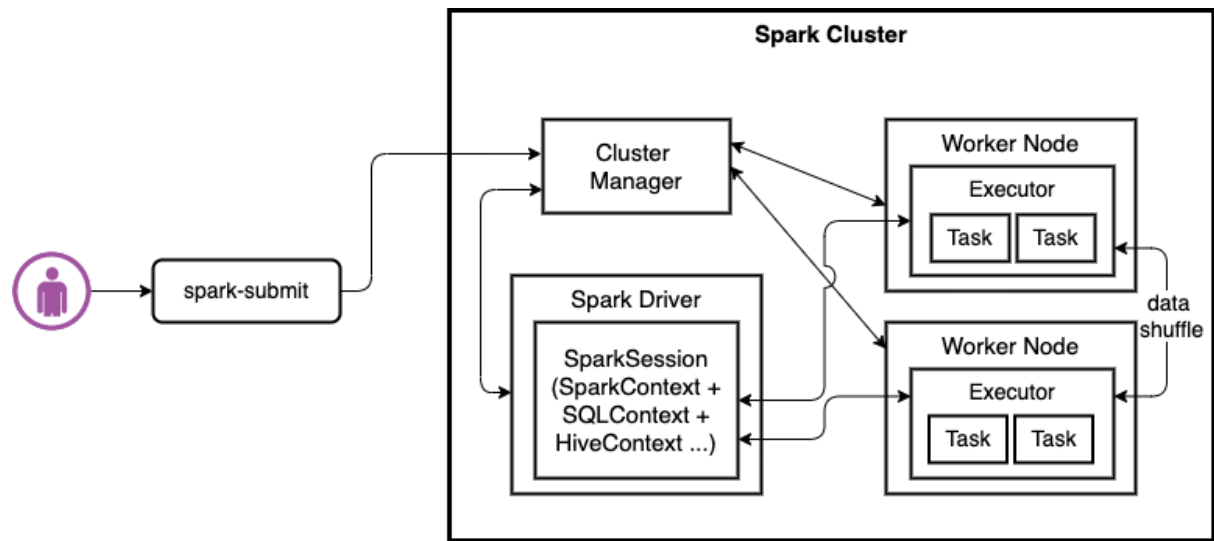 Spark Cluster
Cluster
Manager
Worker Node
Executor
Task
Task
spark-submit
Spark Driver
SparkSession
(SparkContext +
SQLContext +
HiveContext ...)
data
shuffle
Worker Node
Executor
Task
Task